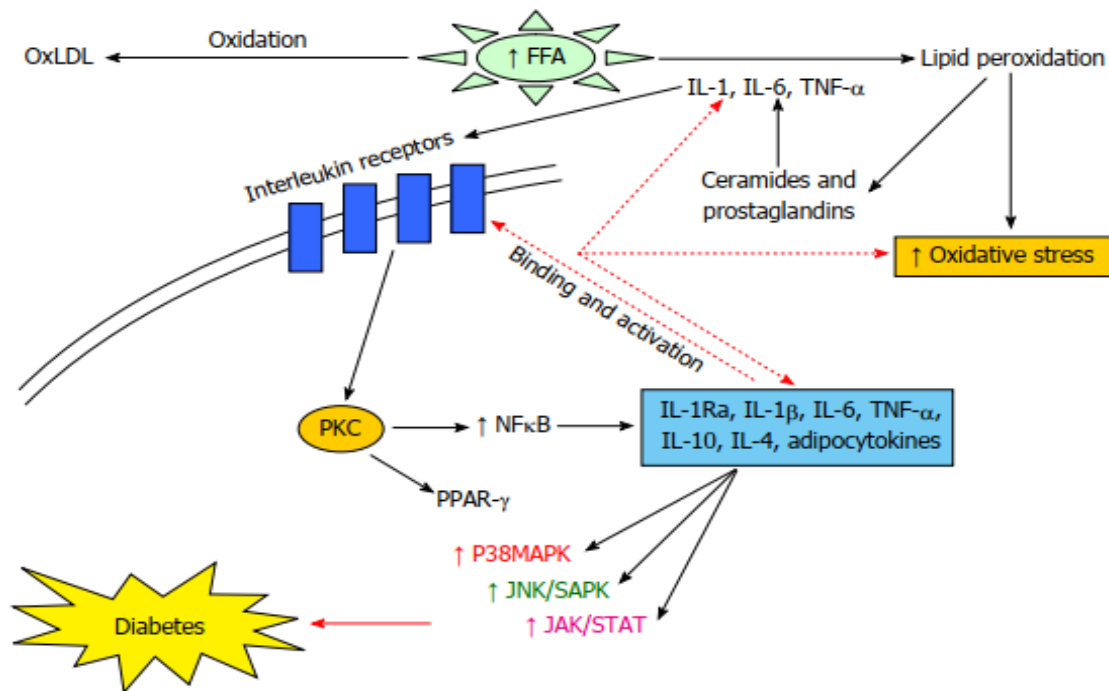 OxLDL
Oxidation
↑ FFA
Lipid peroxidation
IL-1, IL-6, TNF-α
Interleukin receptors
Ceramides and
prostaglandins
↑ Oxidative stress
Binding and activation
IL-1Ra, IL-1β, IL-6, TNF-α,
IL-10, IL-4, adipocytokines
PKC
↑ NFκB
PPAR-γ
↑ P38MAPK
↑ JNK/SAPK
↑ JAK/STAT
Diabetes